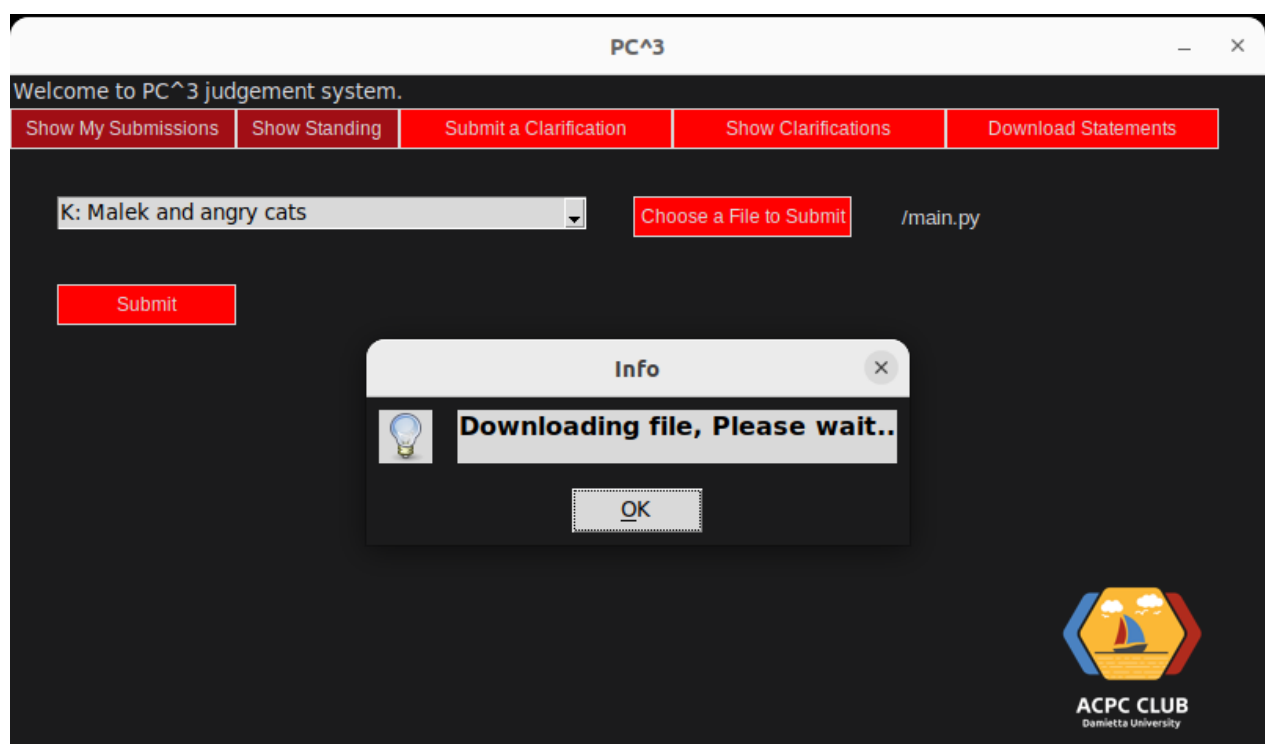 PC^3
Welcome to PC^3 judgement system.
Show My Submissions Show Standing Submit a Clarification Show Clarifications Download Statements
K: Malek and angry cats Choose a File to Submit /main.py
Submit
Info
Downloading file, Please wait..
OK
ACPC CLUB
Damietta University